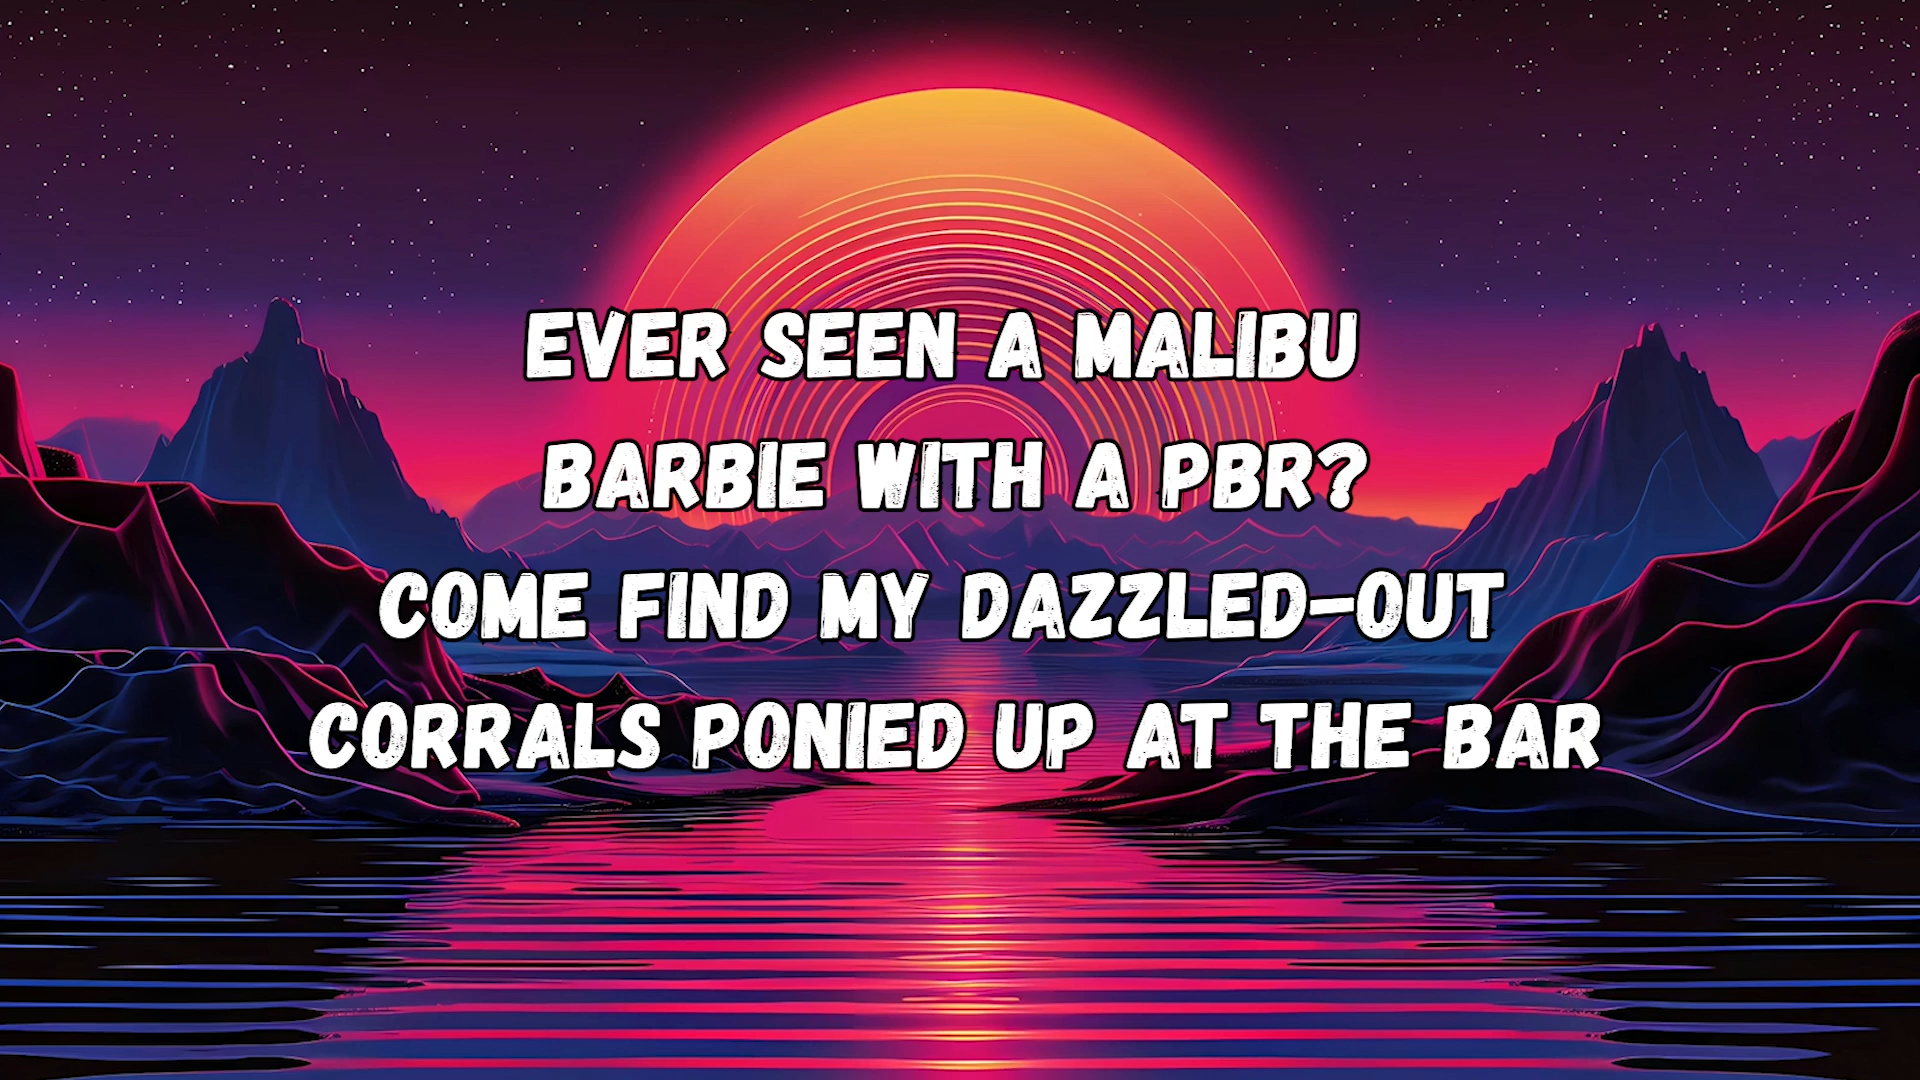 EVER SEEN A MALIBU
BARBIE WITH A PBR?
COME FIND MY DAZZLED-OUT
CORRALS PONIED UP AT THE BAR